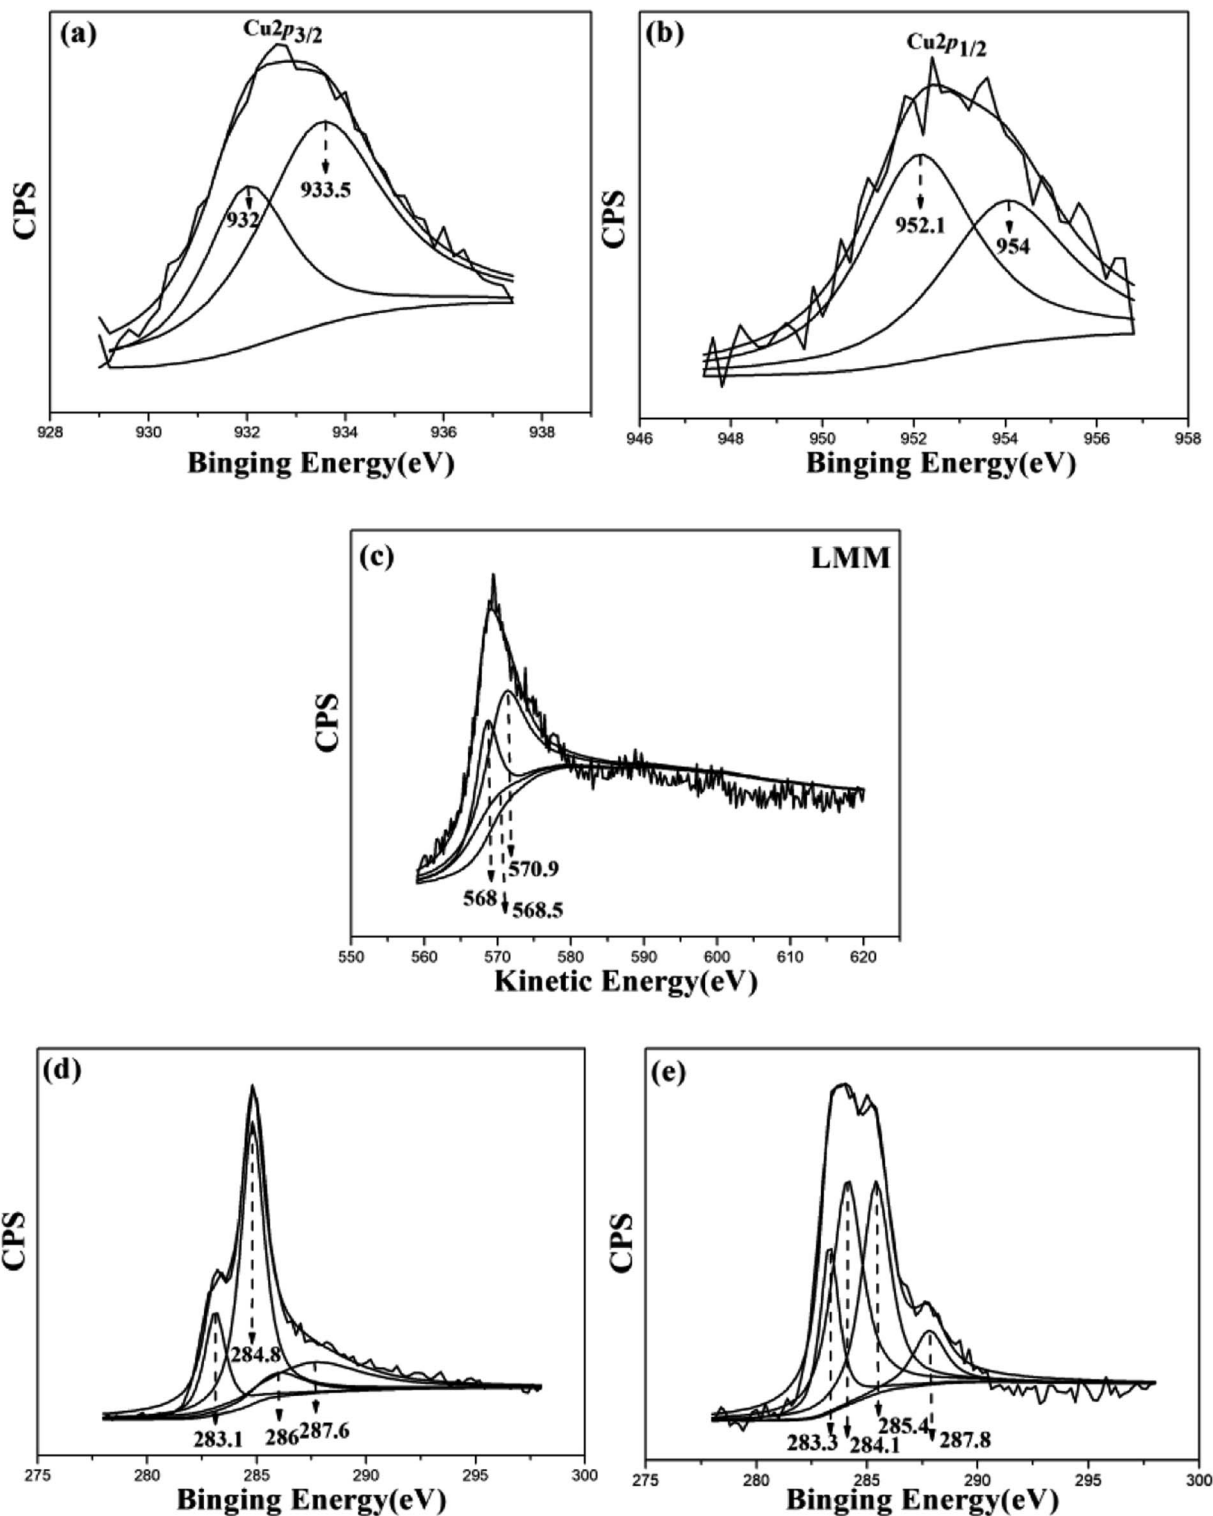 (a)
Cu2p3/2
933.5
932
CPS
928 930 932 934 936 938
Binging Energy(eV)
(b)
Cu2p1/2
952.1
954
CPS
946 948 950 952 954 956 958
Binging Energy(eV)
(c)
LMM
CPS
570.9
568
568.5
550 560 570 580 590 600 610 620
Kinetic Energy(eV)
(d)
CPS
284.8
287.6
283.1 286
275 280 285 290 295 300
Binging Energy(eV)
(e)
CPS
285.4
283.3 284.1 287.8
275 280 285 290 295 300
Binging Energy(eV)